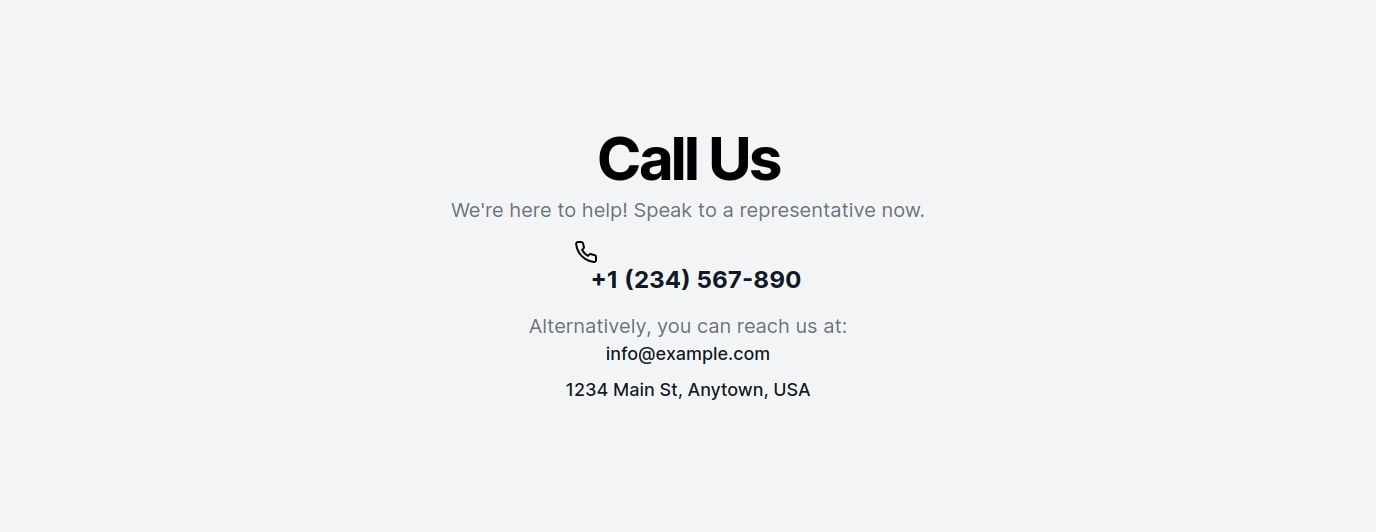 Call Us
We're here to help! Speak to a representative now.
+1 (234) 567-890
Alternatively, you can reach us at:
info@example.com
1234 Main St, Anytown, USA